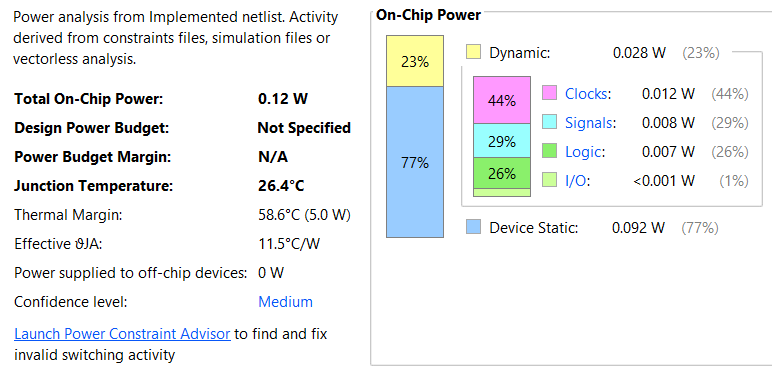 Power analysis from Implemented netlist. Activity
derived from constraints files, simulation files or
vectorless analysis.
Total On-Chip Power: 0.12 W
Design Power Budget: Not Specified
Power Budget Margin: N/A
Junction Temperature: 26.4°C
Thermal Margin: 58.6°C (5.0 W)
Effective ϑJA: 11.5°C/W
Power supplied to off-chip devices: 0 W
Confidence level: Medium
Launch Power Constraint Advisor to find and fix
invalid switching activity
On-Chip Power
23%
77%
Dynamic: 0.028 W (23%)
44%
29%
26%
Clocks: 0.012 W (44%)
Signals: 0.008 W (29%)
Logic: 0.007 W (26%)
I/O: <0.001 W (1%)
Device Static: 0.092 W (77%)